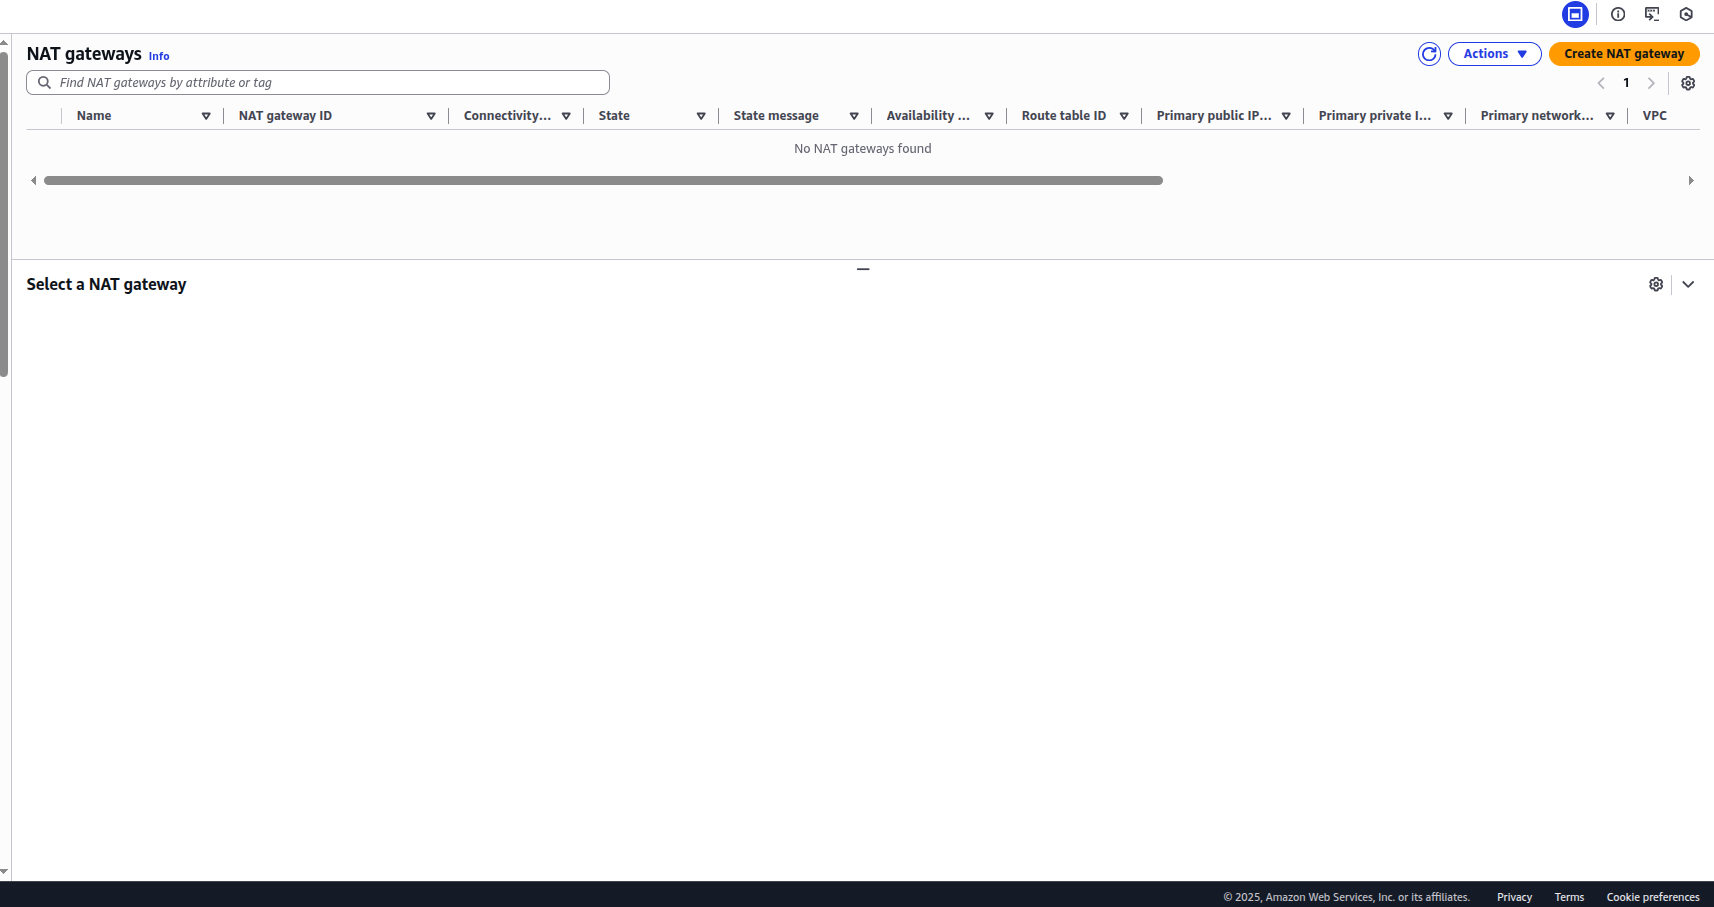 NAT gateways Info
Actions
Create NAT gateway
Find NAT gateways by attribute or tag
1
Name NAT gateway ID Connectivity... State State message Availability ... Route table ID Primary public IP... Primary private I... Primary network... VPC
No NAT gateways found
Select a NAT gateway
© 2025, Amazon Web Services, Inc. or its affiliates. Privacy Terms Cookie preferences